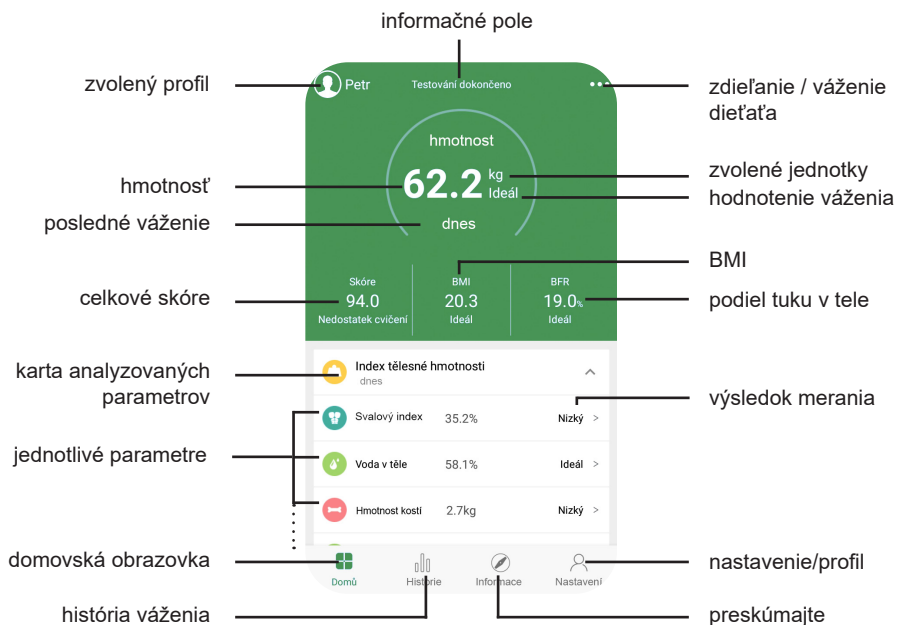 informačné pole
zvolený profil
Petr
Testování dokončeno
zdieľanie / váženie
dieťaťa
hmotnost
hmotnosť
62.2 kg
Ideál
zvolené jednotky
hodnotenie váženia
posledné váženie
dnes
BMI
celkové skóre
Skóre
94.0
Nedostatek cvičení
BMI
20.3
Ideál
BFR
19.0%
Ideál
podiel tuku v tele
karta analyzovaných
parametrov
Index tělesné hmotnosti
dnes
výsledok merania
Svalový index 35.2% Nizký >
jednotlivé parametre
Voda v těle 58.1% Ideál >
Hmotnost kostí 2.7kg Nizký >
domovská obrazovka
nastavenie/profil
Domů Historie Informace Nastavení
história váženia
preskúmajte